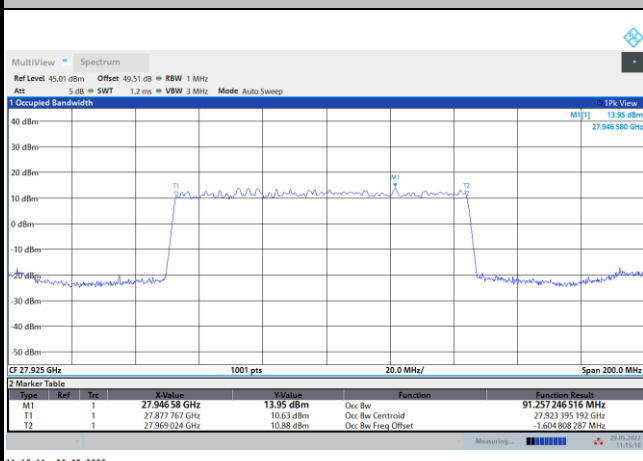 MultiView Spectrum
Ref Level 45.01 dBm Offset 49.51 dB RBW 1 MHz
Att 5 dB SWT 1.2 ms VBW 3 MHz Mode Auto Sweep
1 Occupied Bandwidth 1Pk View
M1[1] 13.95 dBm
27.946 580 GHz
40 dBm
30 dBm
20 dBm
T1 M1 T2
10 dBm
0 dBm
-10 dBm
-20 dBm
-30 dBm
-40 dBm
-50 dBm
CF 27.925 GHz 1001 pts 20.0 MHz/ Span 200.0 MHz
2 Marker Table
Type Ref Trc X-Value Y-Value Function Function Result
M1 1 27.946 58 GHz 13.95 dBm Occ Bw 91.257 246 516 MHz
T1 1 27.877 767 GHz 10.63 dBm Occ Bw Centroid 27.923 395 192 GHz
T2 1 27.969 024 GHz 10.88 dBm Occ Bw Freq Offset -1.604 808 287 MHz
Measuring... 29.05.2022
11:15:10